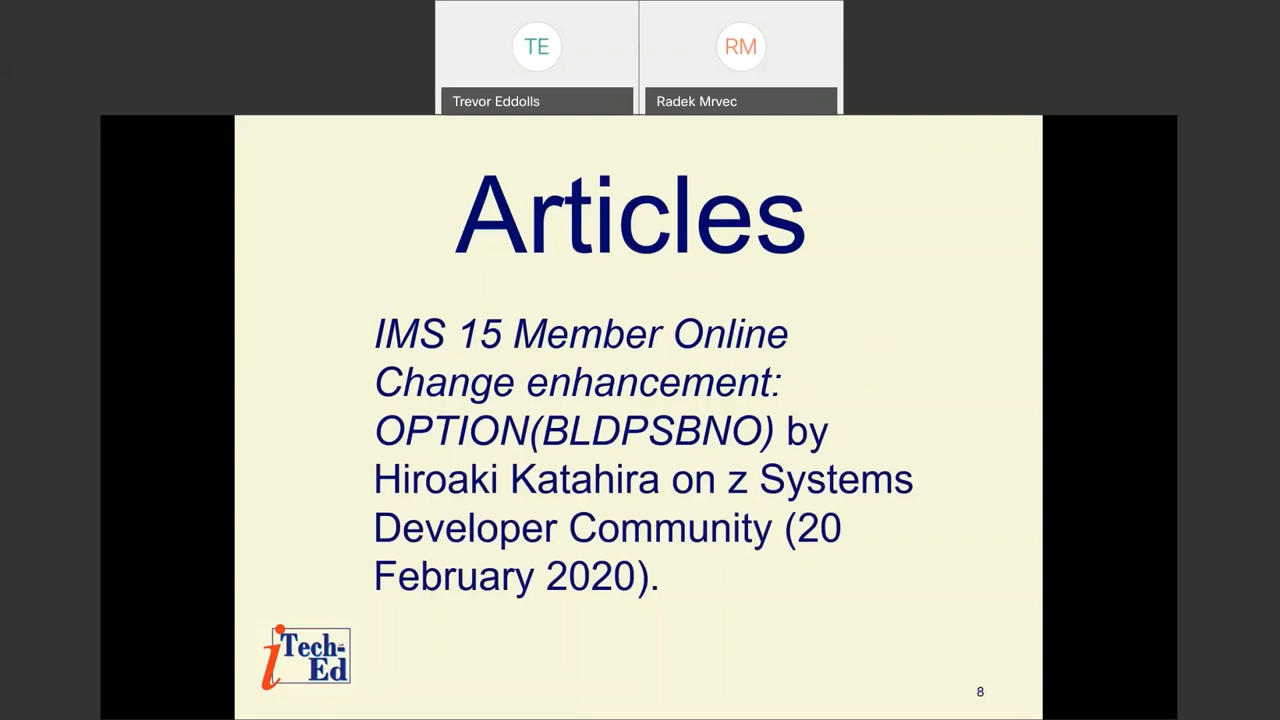 TE
RM
Trevor Eddolls
Radek Mrvec
Articles
IMS 15 Member Online
Change enhancement:
OPTION(BLDPSBNO) by
Hiroaki Katahira on z Systems
Developer Community (20
February 2020).
iTech-
Ed
8